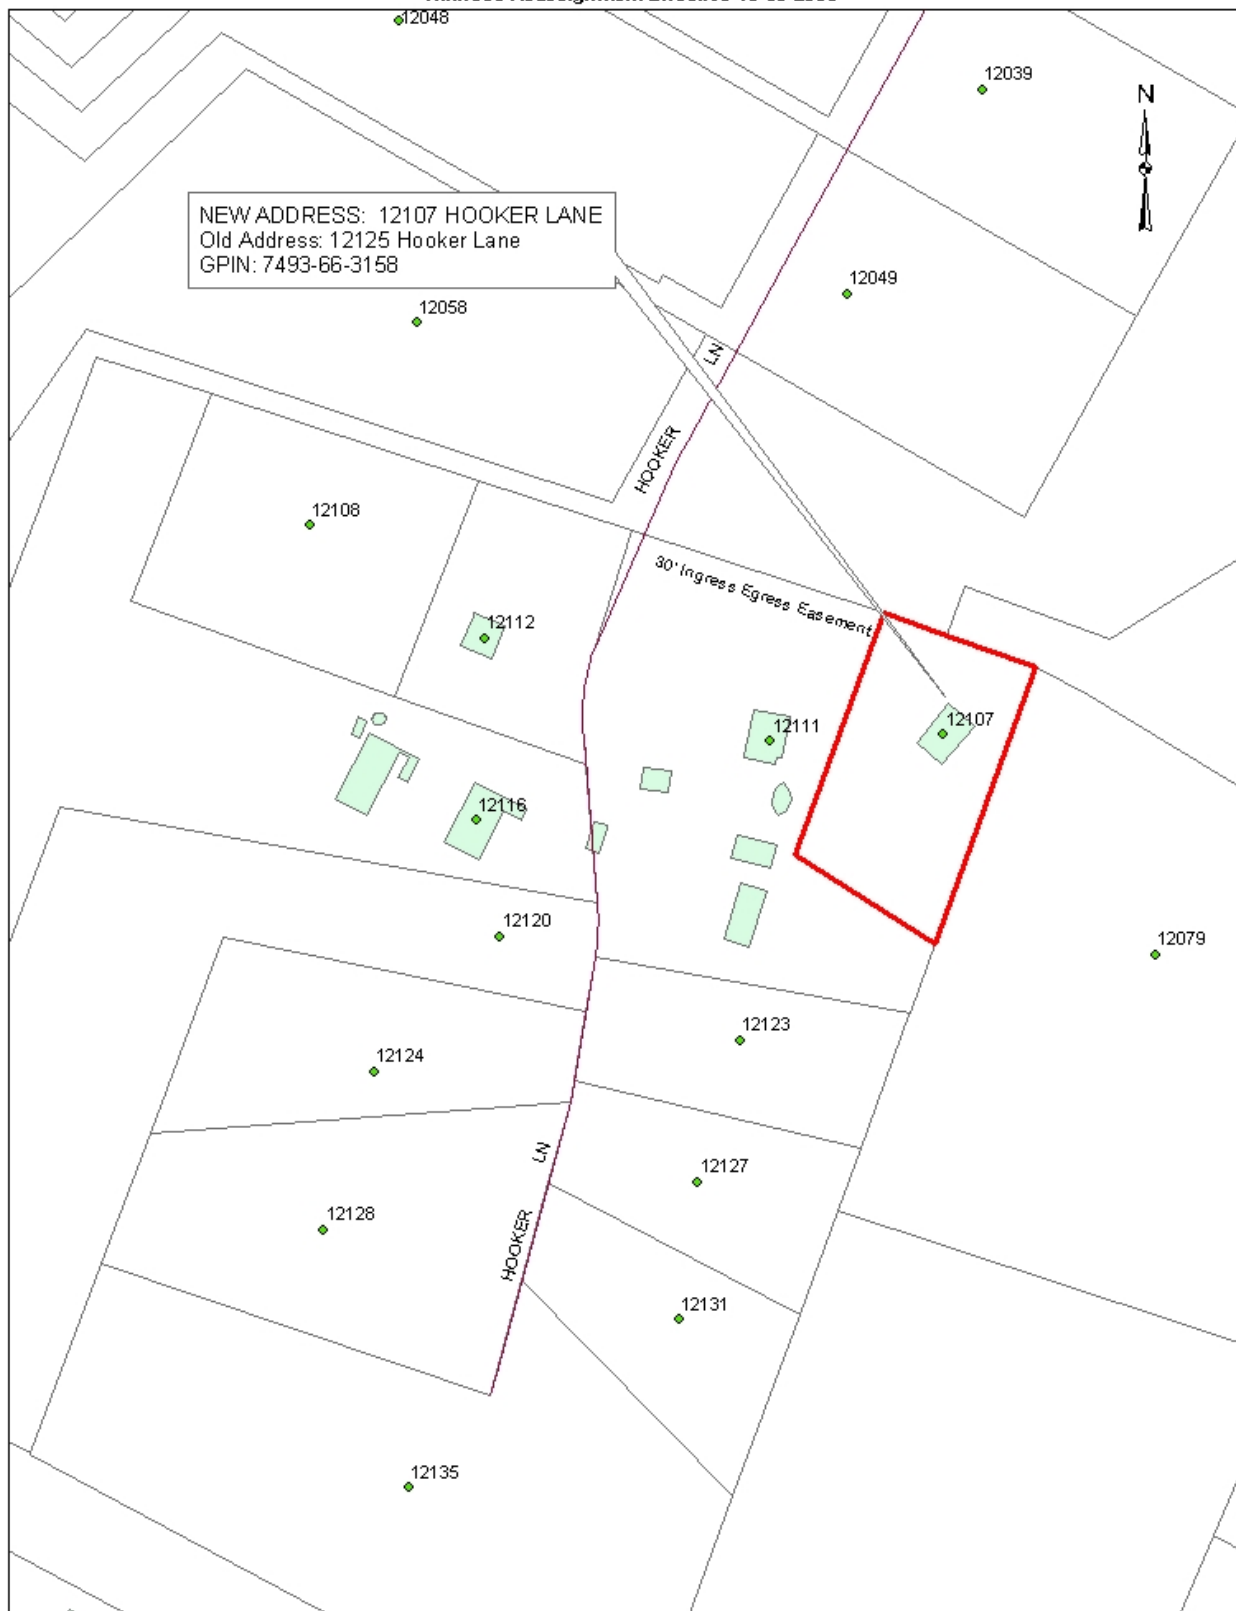 12048
12039
N
NEW ADDRESS: 12107 HOOKER LANE
Old Address: 12125 Hooker Lane
GPIN: 7493-66-3158
12049
12058
LN
HOOKER
12108
30' Ingress Egress Easement
12112
12107
12111
12116
12120
12079
12123
12124
LN
12127
12128
HOOKER
12131
12135